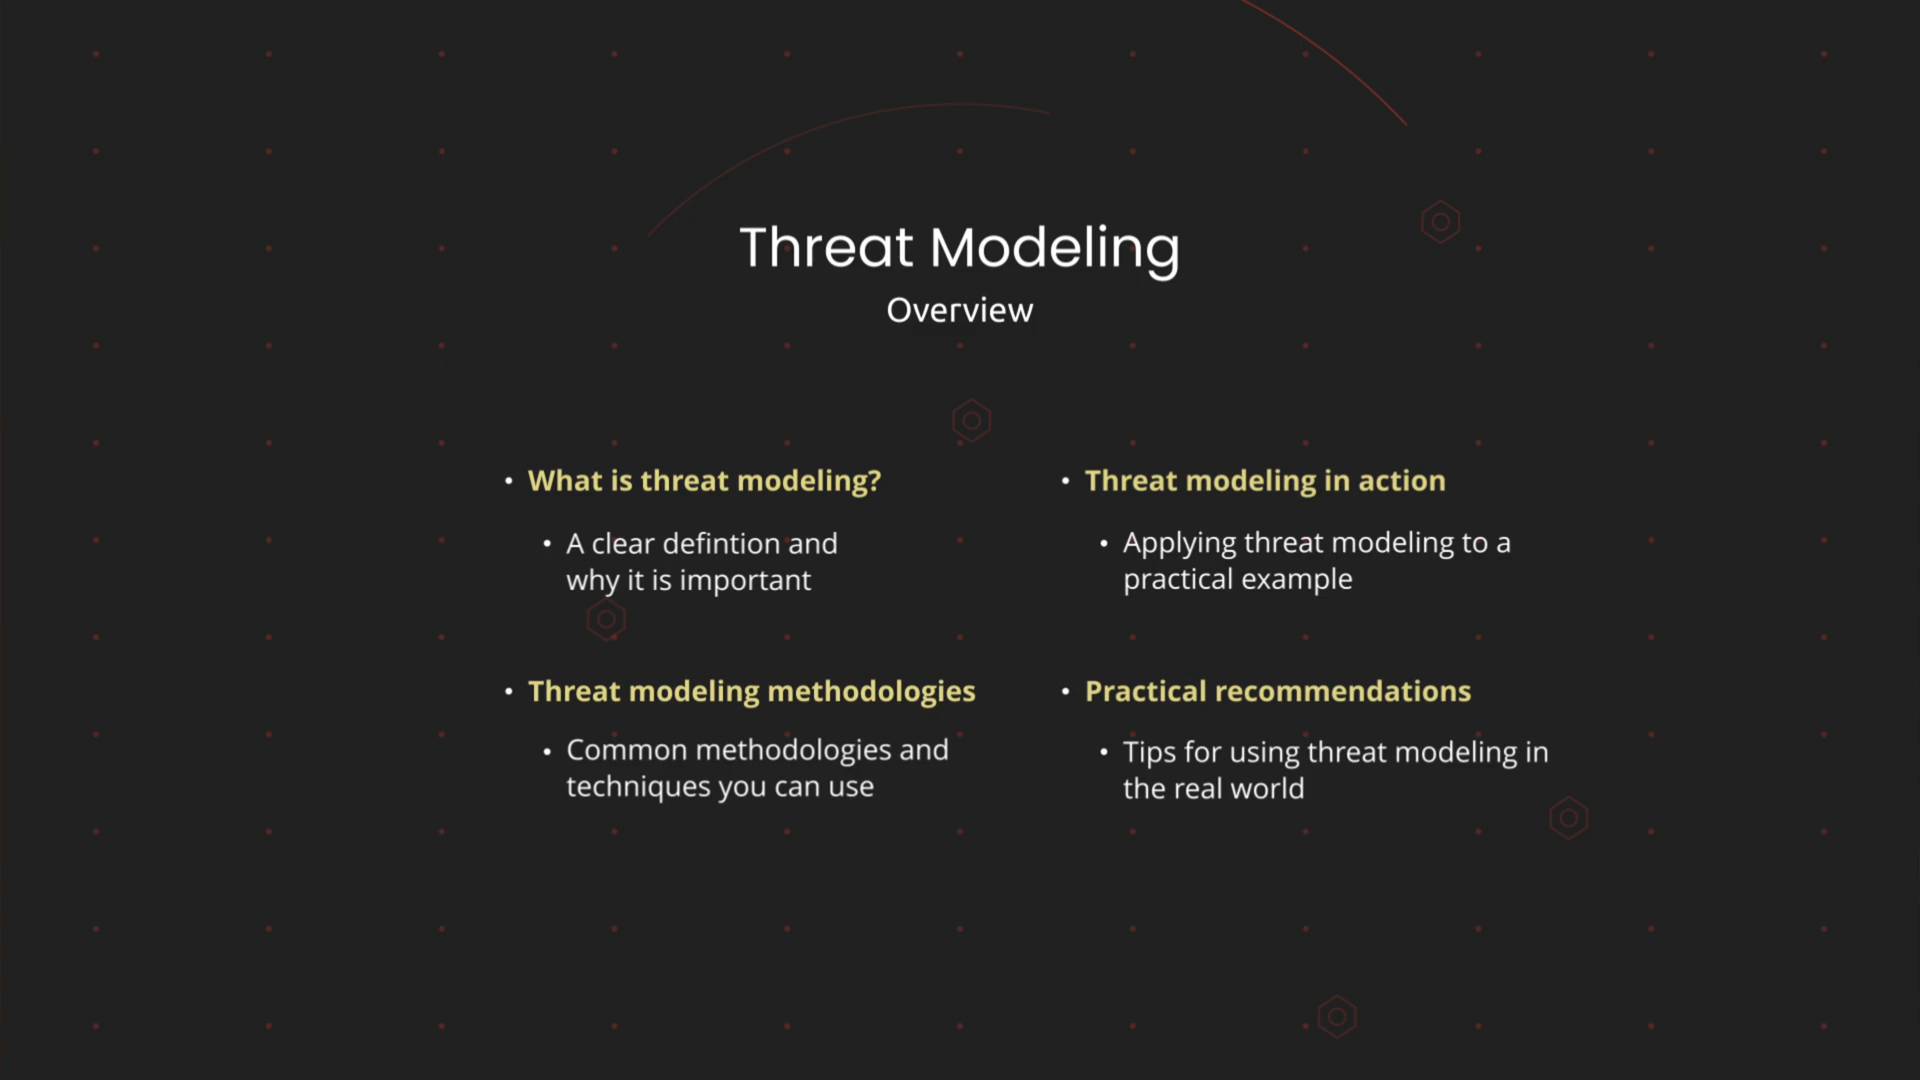 Threat Modeling
Overview
• What is threat modeling?
• A clear defintion and
why it is important
• Threat modeling methodologies
• Common methodologies and
techniques you can use
• Threat modeling in action
• Applying threat modeling to a
practical example
• Practical recommendations
• Tips for using threat modeling in
the real world